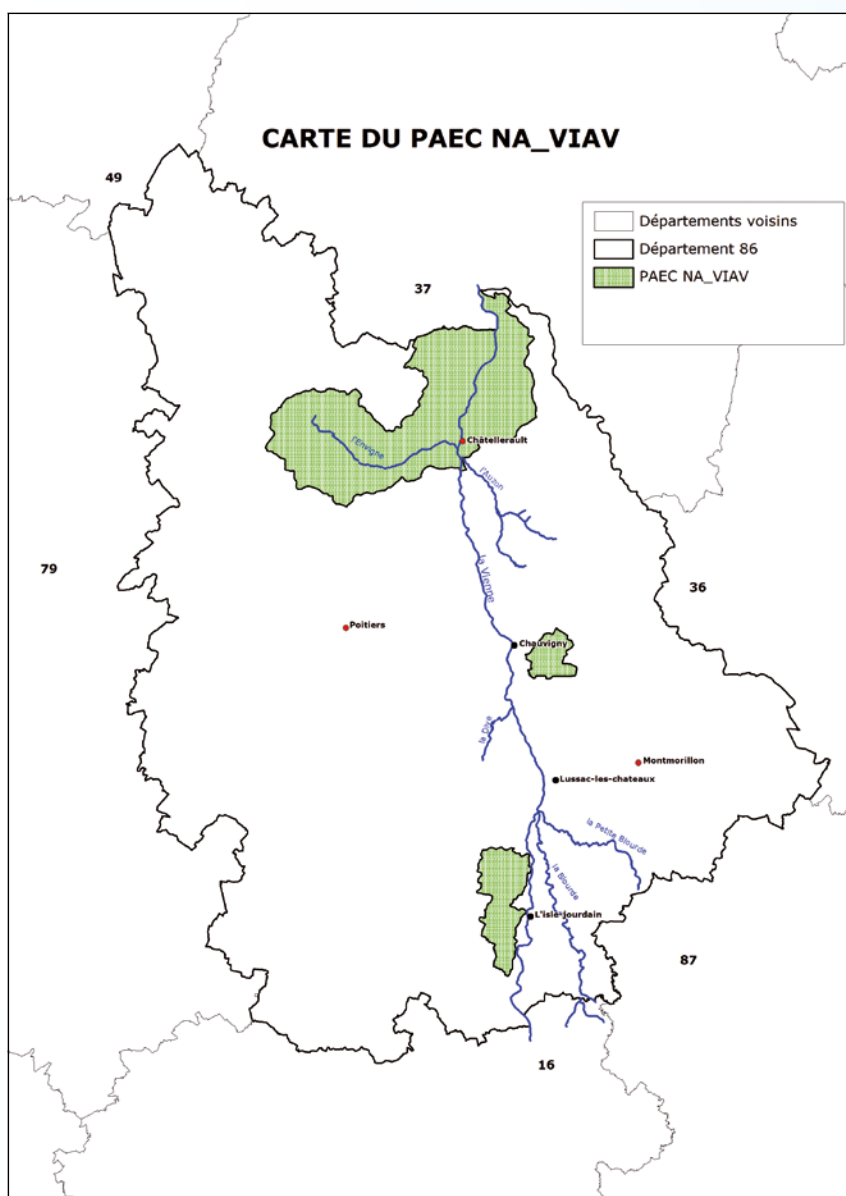 CARTE DU PAEC NA_VIAV
49
Départements voisins
Département 86
PAEC NA_VIAV
37
Châtellerault
l'Envigne
l'Auzon
79
la Vienne
36
Poitiers
Chauvigny
la Dive
Montmorillon
Lussac-les-chateaux
la Petite Blourde
la Blourde
L'isle-jourdain
87
16